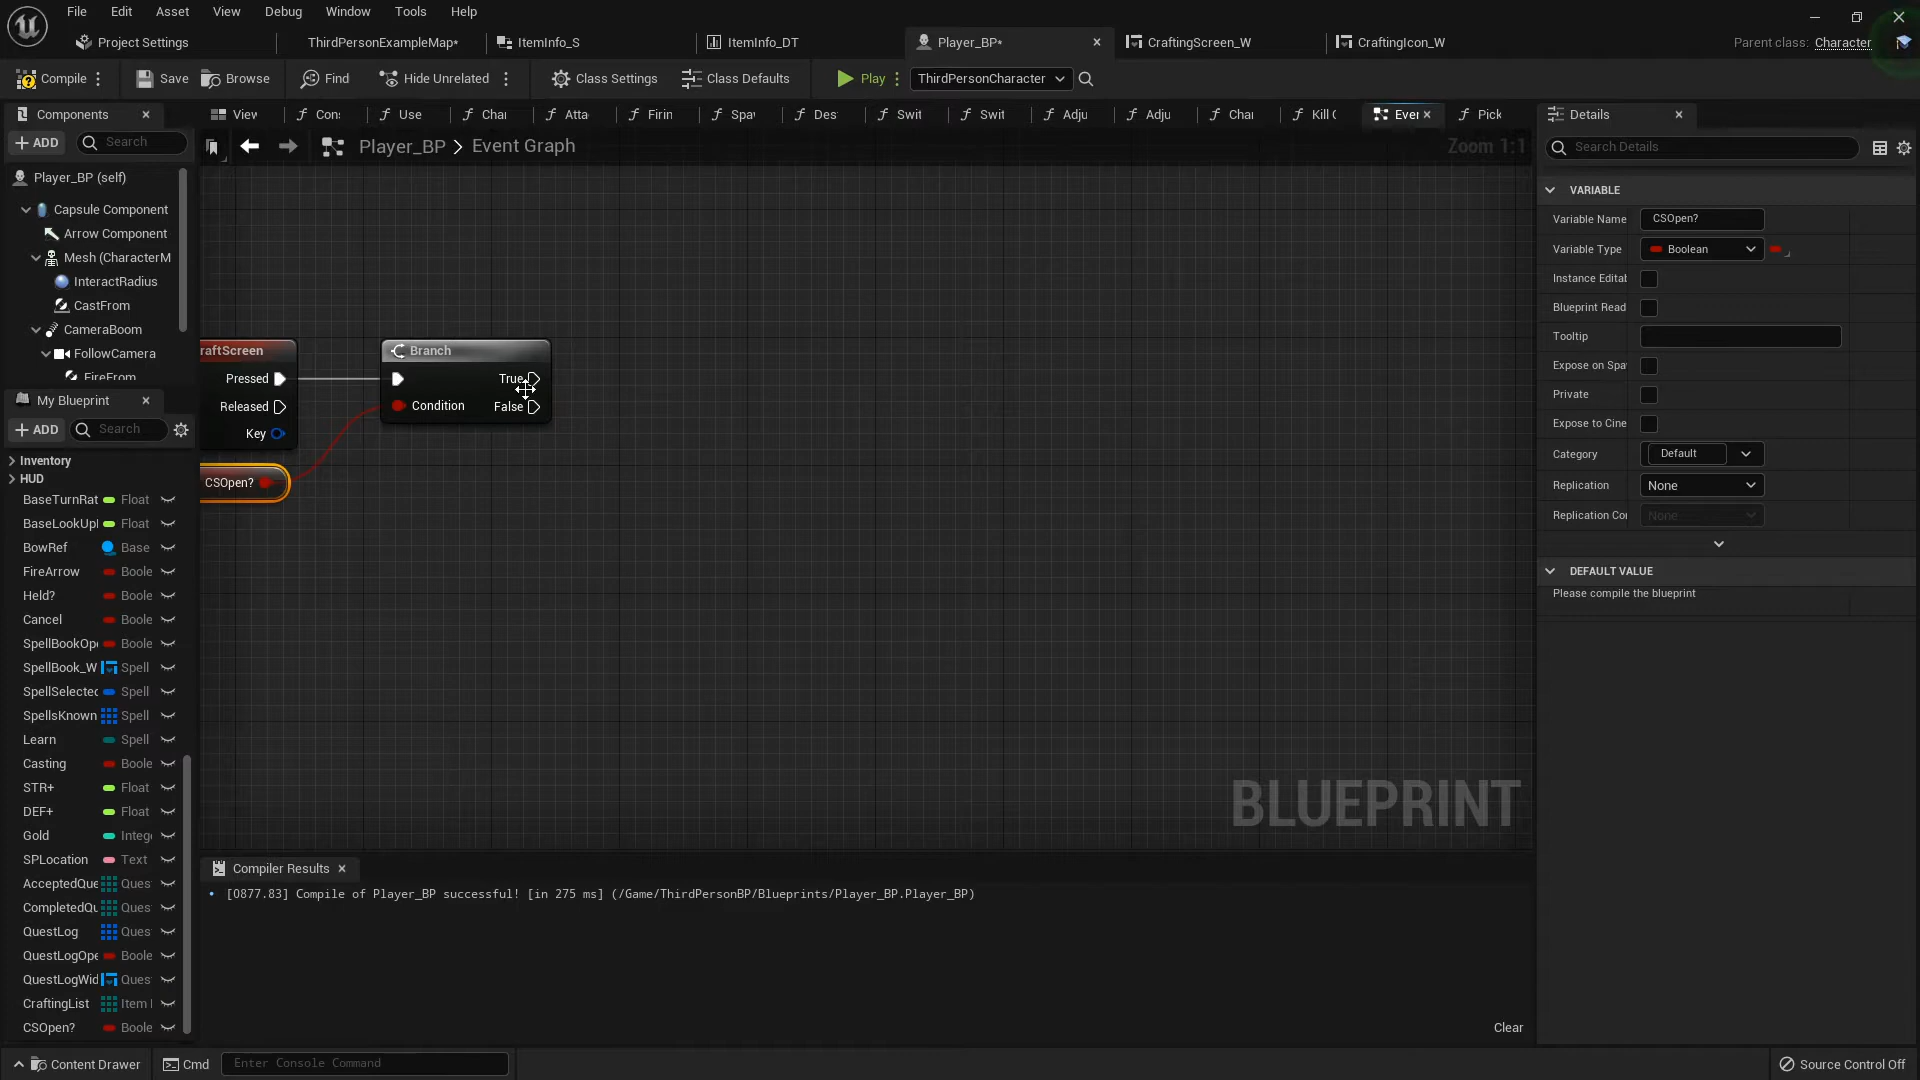 File Edit Asset View Debug Window Tools Help
Project Settings ThirdPersonExampleMap* ItemInfo_S ItemInfo_DT Player_BP* CraftingScreen_W CraftingIcon_W Parent class: Character
Compile Save Browse Find Hide Unrelated Class Settings Class Defaults Play ThirdPersonCharacter
Components View Con: Use Char Atta Firin Spa Des Swit Swit Adju Adju Char Kill ( Ever Pick Details
ADD Search Player_BP > Event Graph Zoom 1:1 Search Details
Player_BP (self)
Capsule Component
Arrow Component
Mesh (CharacterM
InteractRadius
CastFrom
CameraBoom
FollowCamera
FireFrom
My Blueprint
ADD Search
Inventory
HUD
BaseTurnRat Float
BaseLookUpl Float
BowRef Base
FireArrow Boole
Held? Boole
Cancel Boole
SpellBookOp Boole
SpellBook_W Spell
SpellSelected Spell
SpellsKnown Spell
Learn Spell
Casting Boole
STR+ Float
DEF+ Float
Gold Integ
SPLocation Text
AcceptedQue Ques
CompletedQu Ques
QuestLog Ques
QuestLogOpe Boole
QuestLogWid Ques
CraftingList Item
CSOpen? Boole
raftScreen
Pressed
Released
Key
CSOpen?
Branch
True
Condition False
BLUEPRINT
VARIABLE
Variable Name CSOpen?
Variable Type Boolean
Instance Editab
Blueprint Read
Tooltip
Expose on Spa
Private
Expose to Cine
Category Default
Replication None
Replication Co None
DEFAULT VALUE
Please compile the blueprint
Compiler Results
[0877.83] Compile of Player_BP successful! [in 275 ms] (/Game/ThirdPersonBP/Blueprints/Player_BP.Player_BP)
Clear
Content Drawer Cmd Enter Console Command Source Control Off